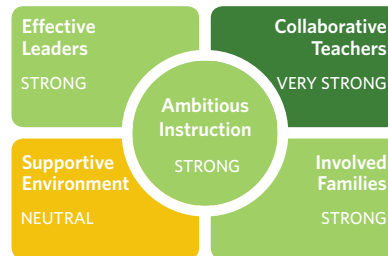 Effective
Leaders
STRONG
Collaborative
Teachers
VERY STRONG
Ambitious
Instruction
STRONG
Supportive
Environment
NEUTRAL
Involved
Families
STRONG